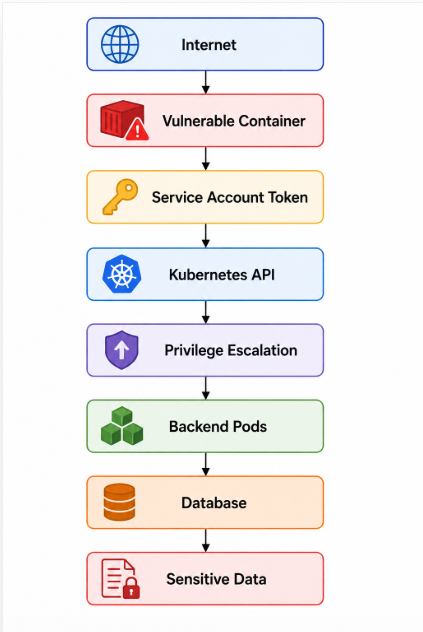 Internet
Vulnerable Container
Service Account Token
Kubernetes API
Privilege Escalation
Backend Pods
Database
Sensitive Data